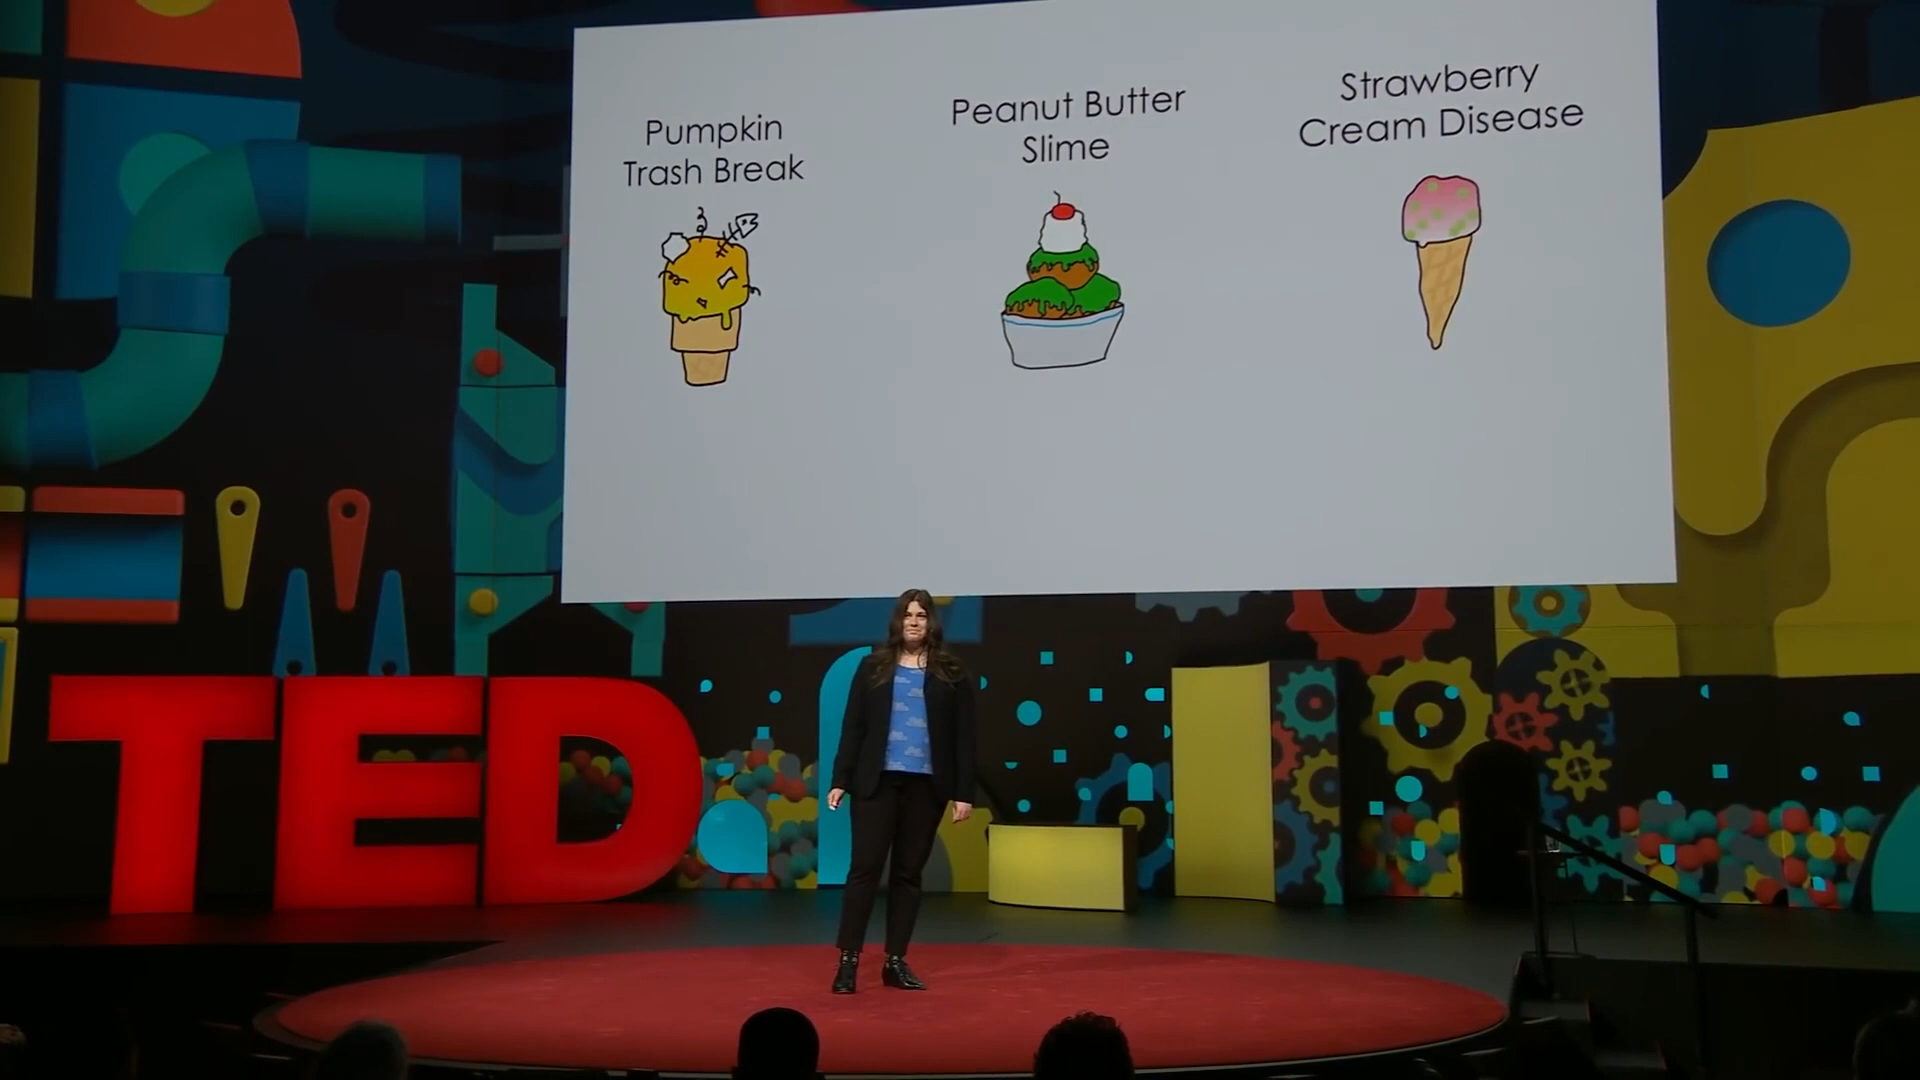 Pumpkin
Trash Break
Peanut Butter
Slime
Strawberry
Cream Disease
TED